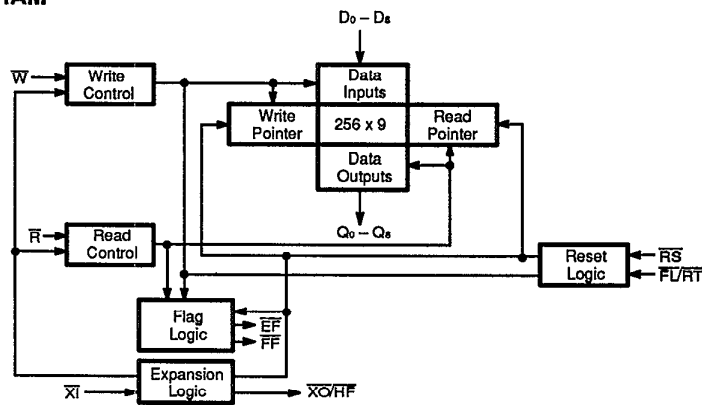 D0 – D8
W
Write
Control
Data
Inputs
Write
Pointer
256 x 9
Read
Pointer
Data
Outputs
R
Read
Control
Q0 – Q8
Reset
Logic
RS
FL/RT
Flag
Logic
EF
FF
Expansion
Logic
XI
XO/HF